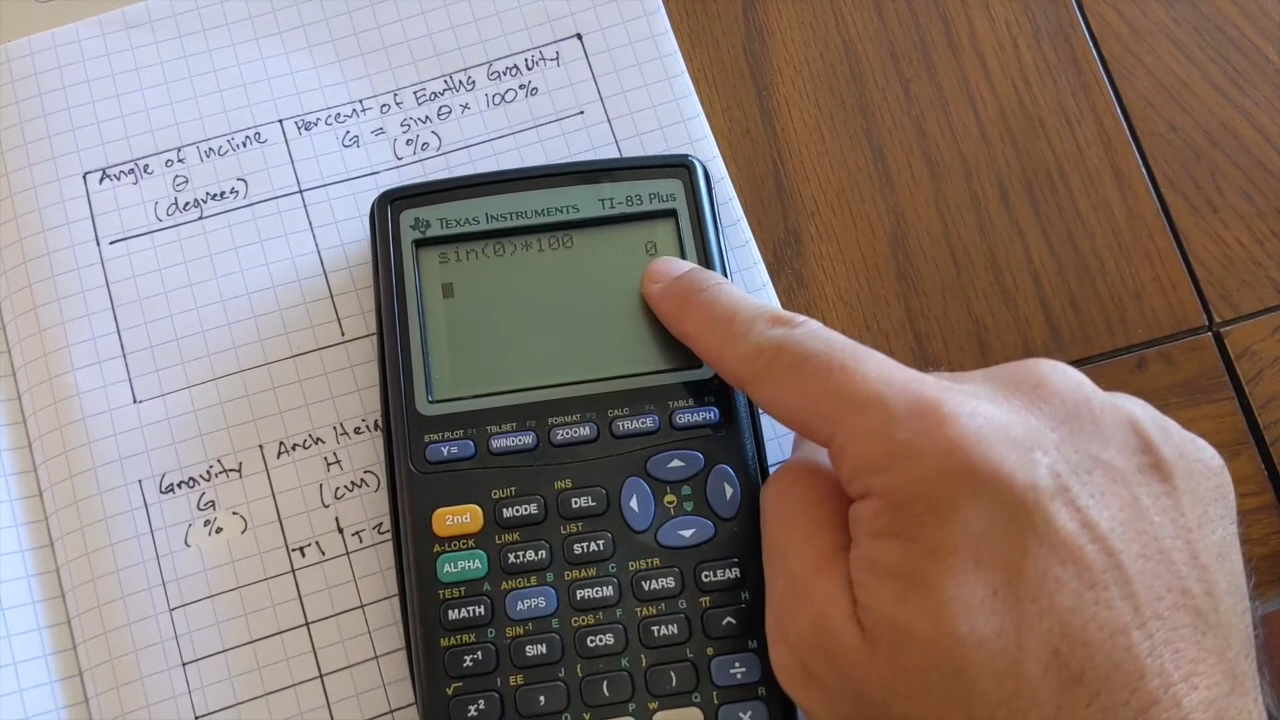 Angle of Incline
θ
(degrees)
Percent of Earths Gravity
G = sin θ × 100%
(%)
TEXAS INSTRUMENTS TI-83 Plus
sin(0)*100
0
Gravity
G
(%)
H
(cm)
T1 T2
STAT PLOT F1 TBLSET F2 FORMAT F3 CALC F4 TABLE F5
Y= WINDOW ZOOM TRACE GRAPH
QUIT INS
2nd MODE DEL
A-LOCK LINK LIST
ALPHA X,T,θ,n STAT
TEST A ANGLE B DRAW C DISTR
MATH APPS PRGM VARS CLEAR
MATRX D SIN⁻¹ E COS⁻¹ F TAN⁻¹ G π H
x⁻¹ SIN COS TAN ^
√ I EE J { K } L e M
x² , ( ) ÷